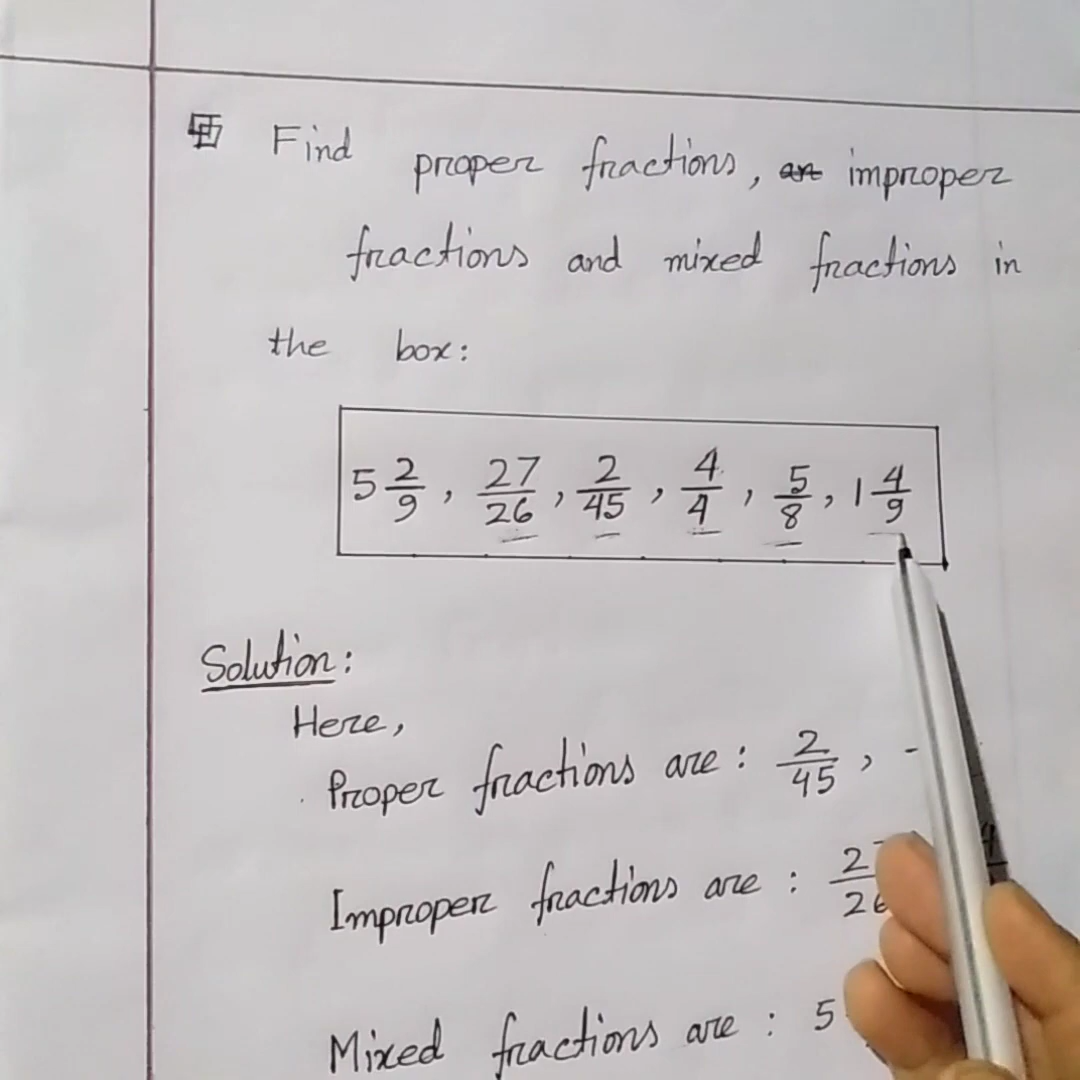 Find proper fractions, an improper
fractions and mixed fractions in
the box:
5 2/9, 27/26, 2/45, 4/4, 5/8, 1 4/9
Solution:
Here,
Proper fractions are: 2/45,
Improper fractions are: 4
Mixed fractions are: 5